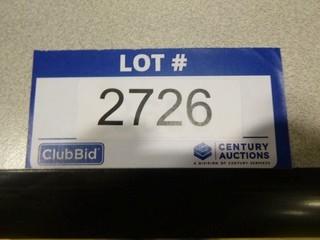 LOT #
2726
ClubBid
CENTURY
AUCTIONS
A DIVISION OF CENTURY SERVICES